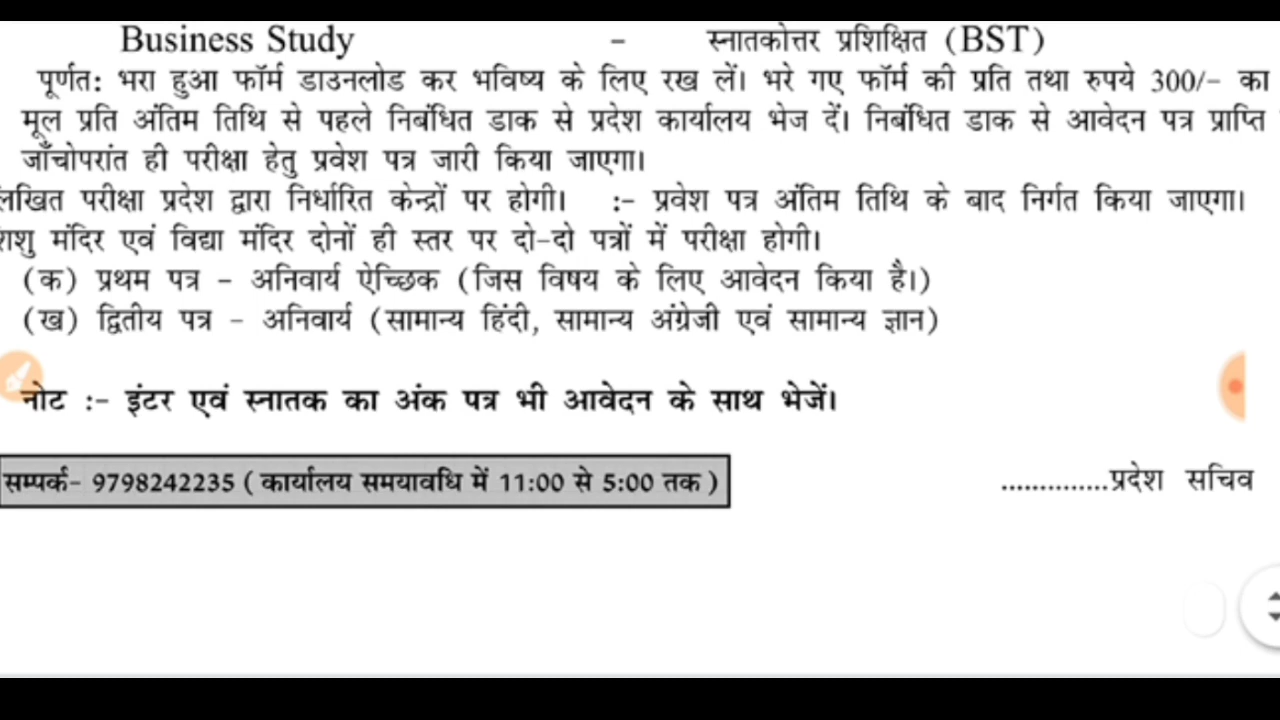 Business Study - स्नातकोत्तर प्रशिक्षित (BST)
पूर्णत: भरा हुआ फॉर्म डाउनलोड कर भविष्य के लिए रख लें। भरे गए फॉर्म की प्रति तथा रुपये 300/- का
मूल प्रति अंतिम तिथि से पहले निबंधित डाक से प्रदेश कार्यालय भेज दें। निबंधित डाक से आवेदन पत्र प्राप्ति
जाँचोपरांत ही परीक्षा हेतु प्रवेश पत्र जारी किया जाएगा।
लखित परीक्षा प्रदेश द्वारा निर्धारित केन्द्रों पर होगी। :- प्रवेश पत्र अंतिम तिथि के बाद निर्गत किया जाएगा।
शशु मंदिर एवं विद्या मंदिर दोनों ही स्तर पर दो-दो पत्रों में परीक्षा होगी।
(क) प्रथम पत्र - अनिवार्य ऐच्छिक (जिस विषय के लिए आवेदन किया है।)
(ख) द्वितीय पत्र - अनिवार्य (सामान्य हिंदी, सामान्य अंग्रेजी एवं सामान्य ज्ञान)
नोट :- इंटर एवं स्नातक का अंक पत्र भी आवेदन के साथ भेजें।
सम्पर्क- 9798242235 ( कार्यालय समयावधि में 11:00 से 5:00 तक )
..............प्रदेश सचिव